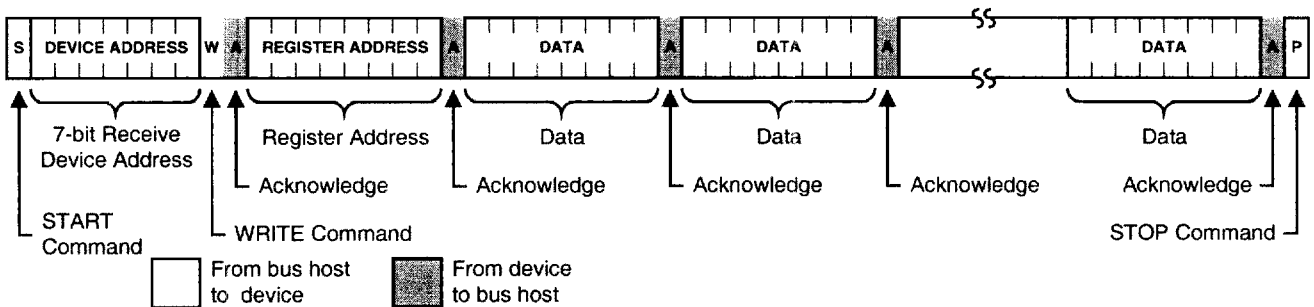 S DEVICE ADDRESS W A REGISTER ADDRESS A DATA A DATA A DATA A P
7-bit Receive
Device Address
Register Address
Data
Data
Data
Acknowledge
Acknowledge
Acknowledge
Acknowledge
Acknowledge
START
Command
WRITE Command
STOP Command
From bus host
to device
From device
to bus host